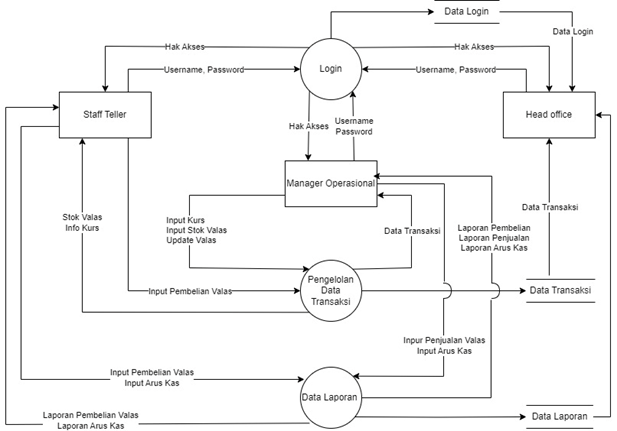 Data Login
Data Login
Hak Akses
Hak Akses
Username, Password
Login
Username, Password
Staff Teller
Head office
Hak Akses
Username
Password
Manager Operasional
Stok Valas
Info Kurs
Input Kurs
Input Stok Valas
Update Valas
Data Transaksi
Laporan Pembelian
Laporan Penjualan
Laporan Arus Kas
Data Transaksi
Pengelolan
Data
Transaksi
Input Pembelian Valas
Data Transaksi
Inpur Penjualan Valas
Input Arus Kas
Input Pembelian Valas
Input Arus Kas
Data Laporan
Laporan Pembelian Valas
Laporan Arus Kas
Data Laporan